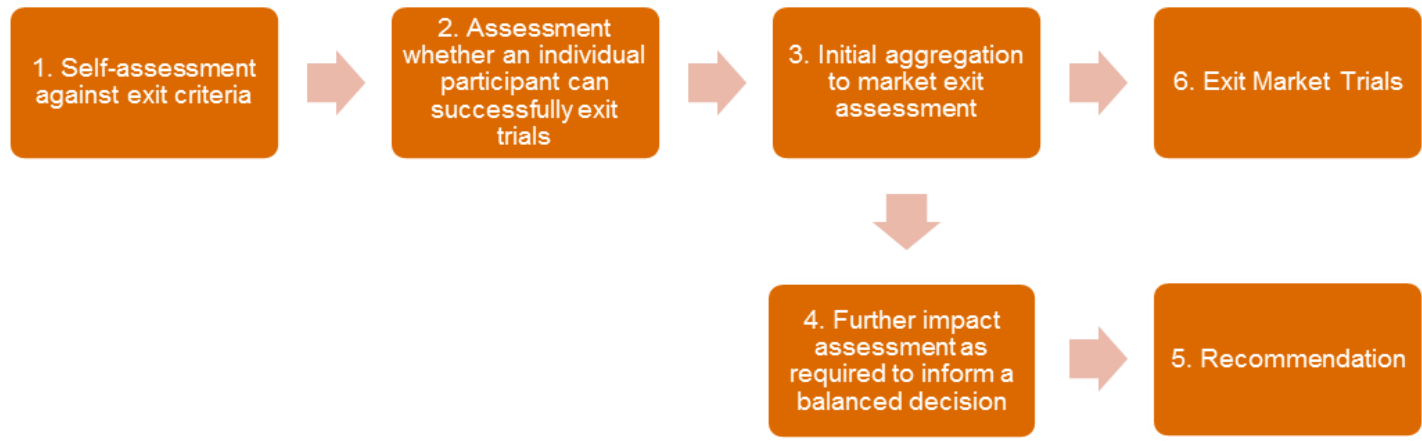 1. Self-assessment
against exit criteria
2. Assessment
whether an individual
participant can
successfully exit
trials
3. Initial aggregation
to market exit
assessment
6. Exit Market Trials
4. Further impact
assessment as
required to inform a
balanced decision
5. Recommendation